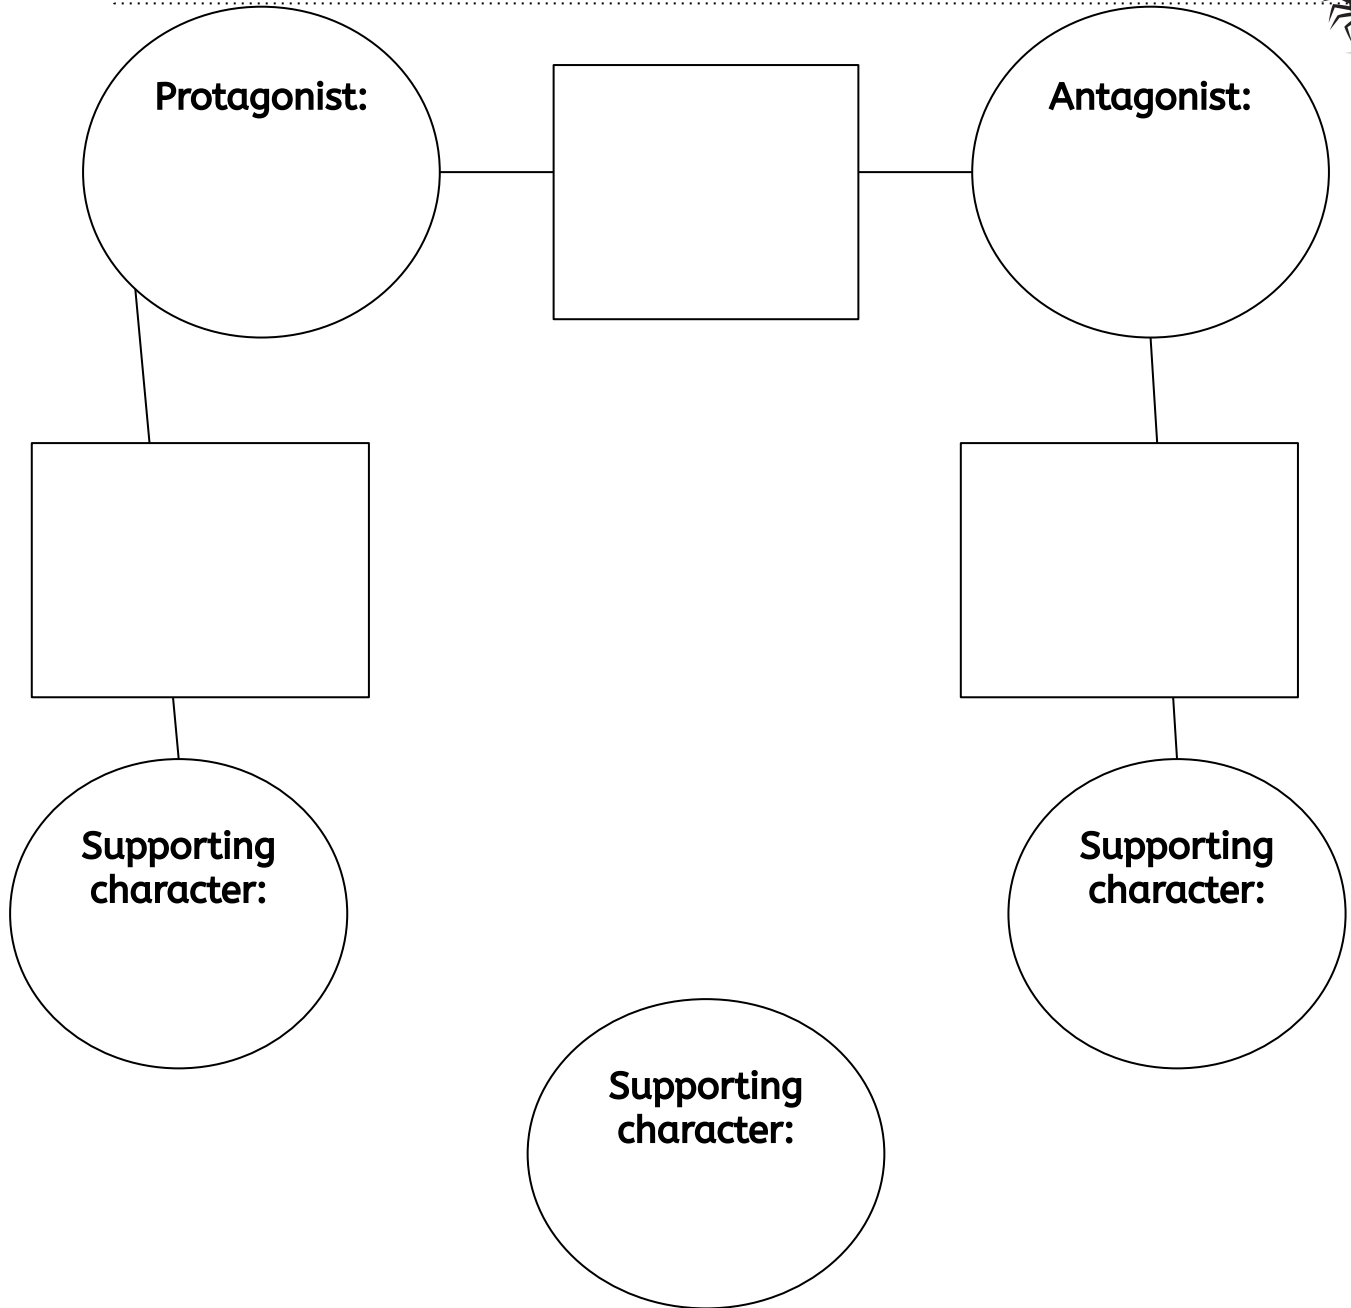 Protagonist:
Antagonist:
Supporting
character:
Supporting
character:
Supporting
character: